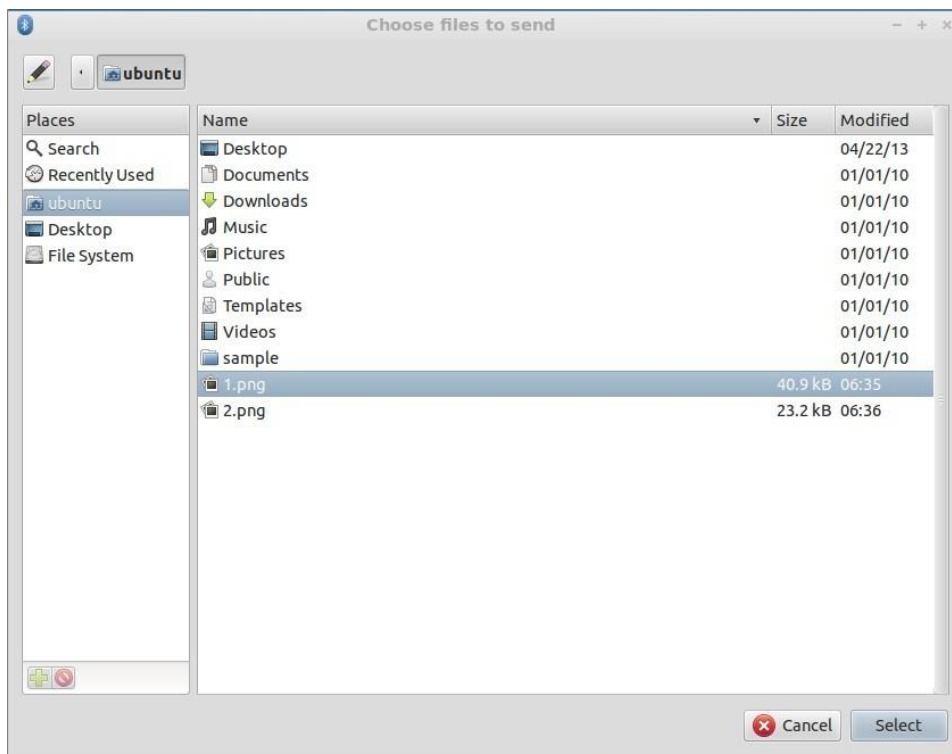 Choose files to send
ubuntu
Places
Search
Recently Used
ubuntu
Desktop
File System
Name Size Modified
Desktop 04/22/13
Documents 01/01/10
Downloads 01/01/10
Music 01/01/10
Pictures 01/01/10
Public 01/01/10
Templates 01/01/10
Videos 01/01/10
sample 01/01/10
1.png 40.9 kB 06:35
2.png 23.2 kB 06:36
Cancel Select